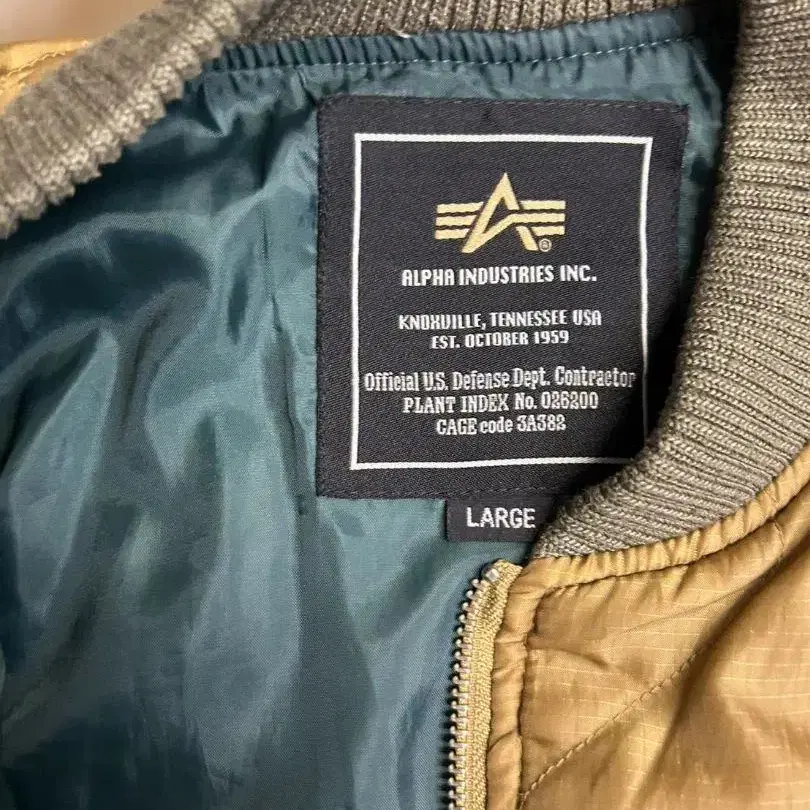 ALPHA INDUSTRIES INC.
KNOXVILLE, TENNESSEE USA
EST. OCTOBER 1959
Official U.S. Defense Dept. Contractor
PLANT INDEX No. 026200
CAGE code 3A382
LARGE